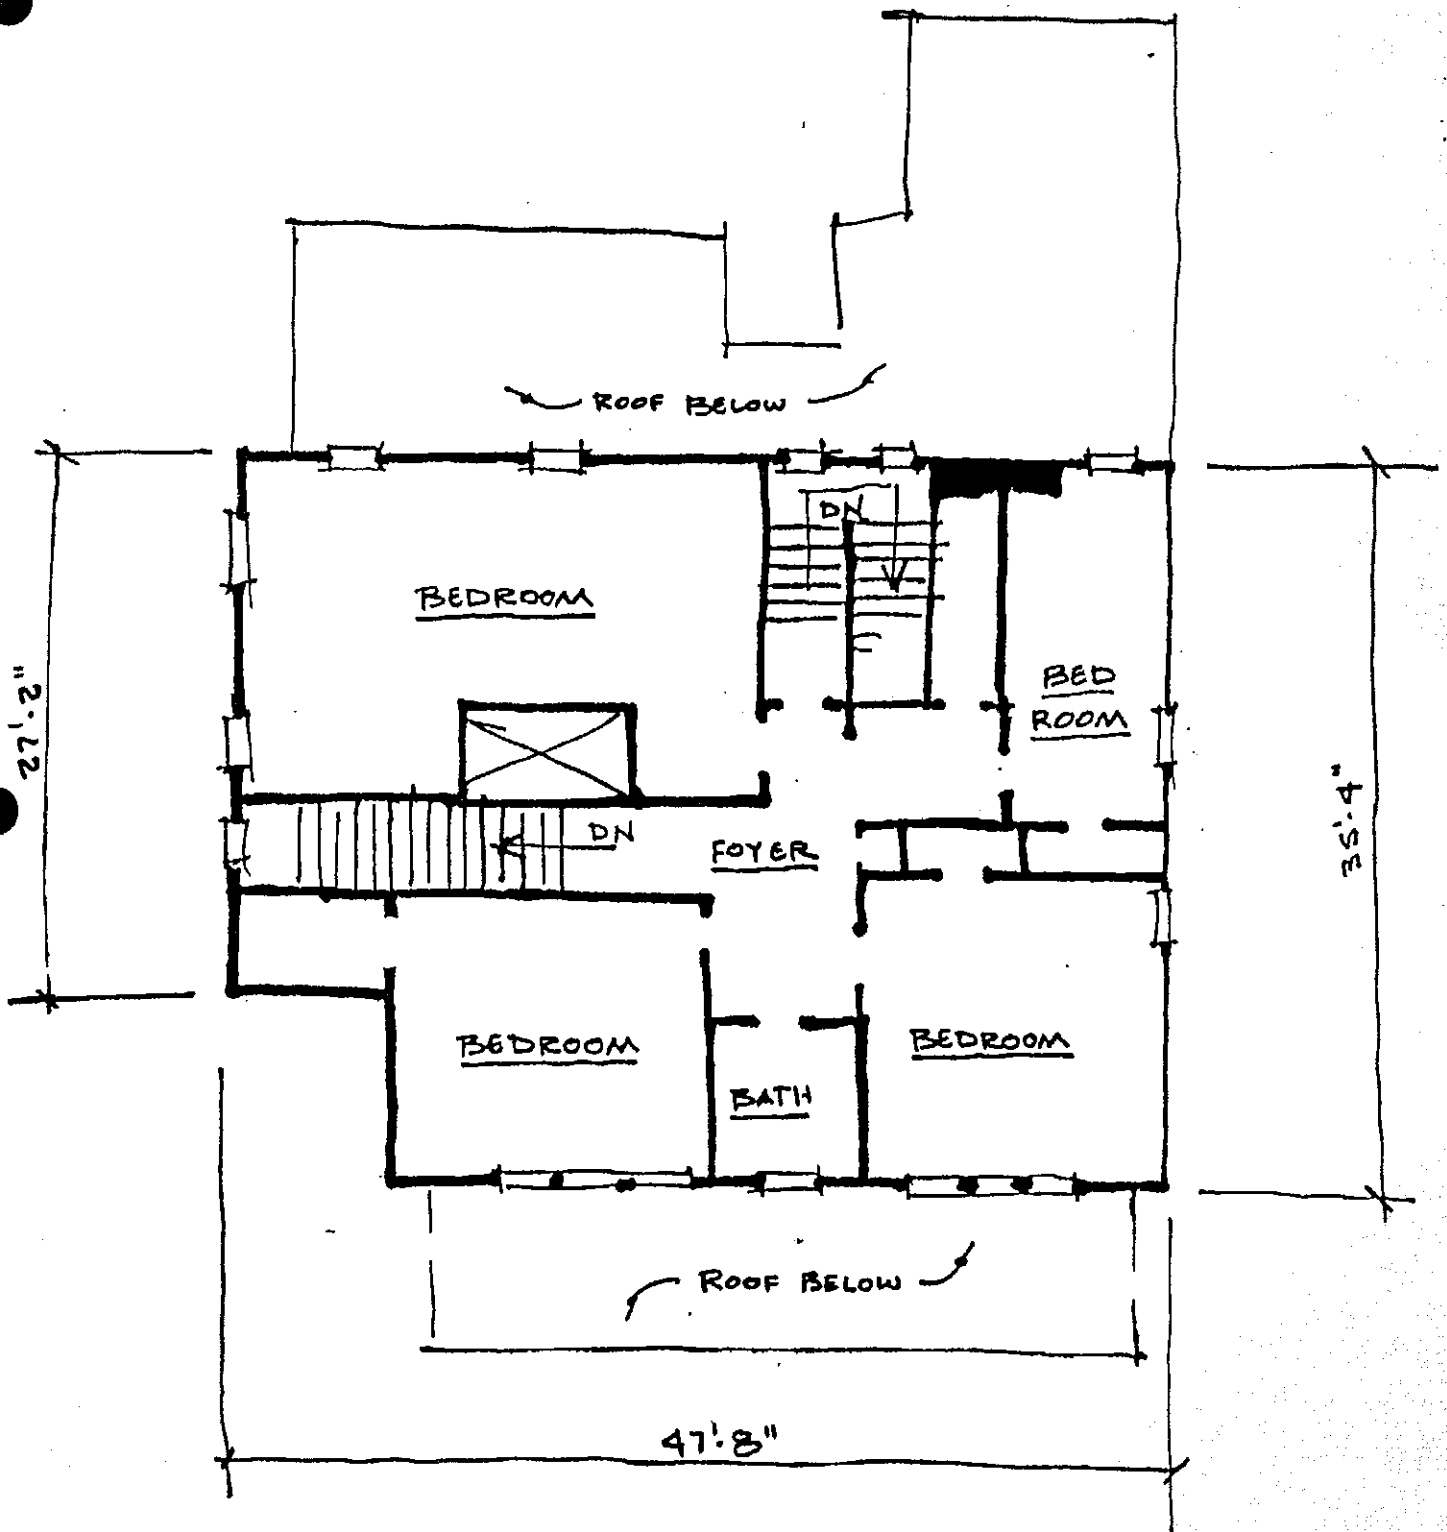 ROOF BELOW
DN
BEDROOM
BED
ROOM
27'-2"
35'-4"
DN
FOYER
BEDROOM
BEDROOM
BATH
ROOF BELOW
47'-8"